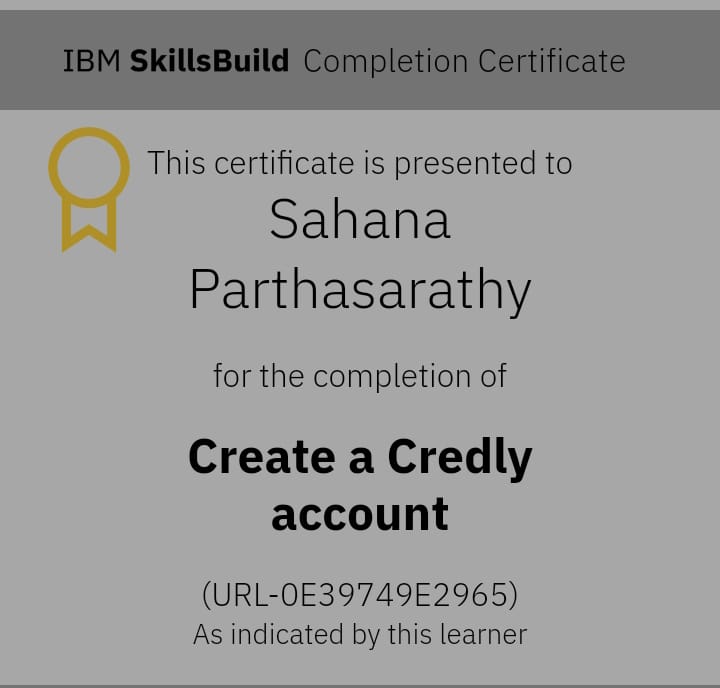 IBM SkillsBuild Completion Certificate
This certificate is presented to
Sahana
Parthasarathy
for the completion of
Create a Credly
account
(URL-0E39749E2965)
As indicated by this learner